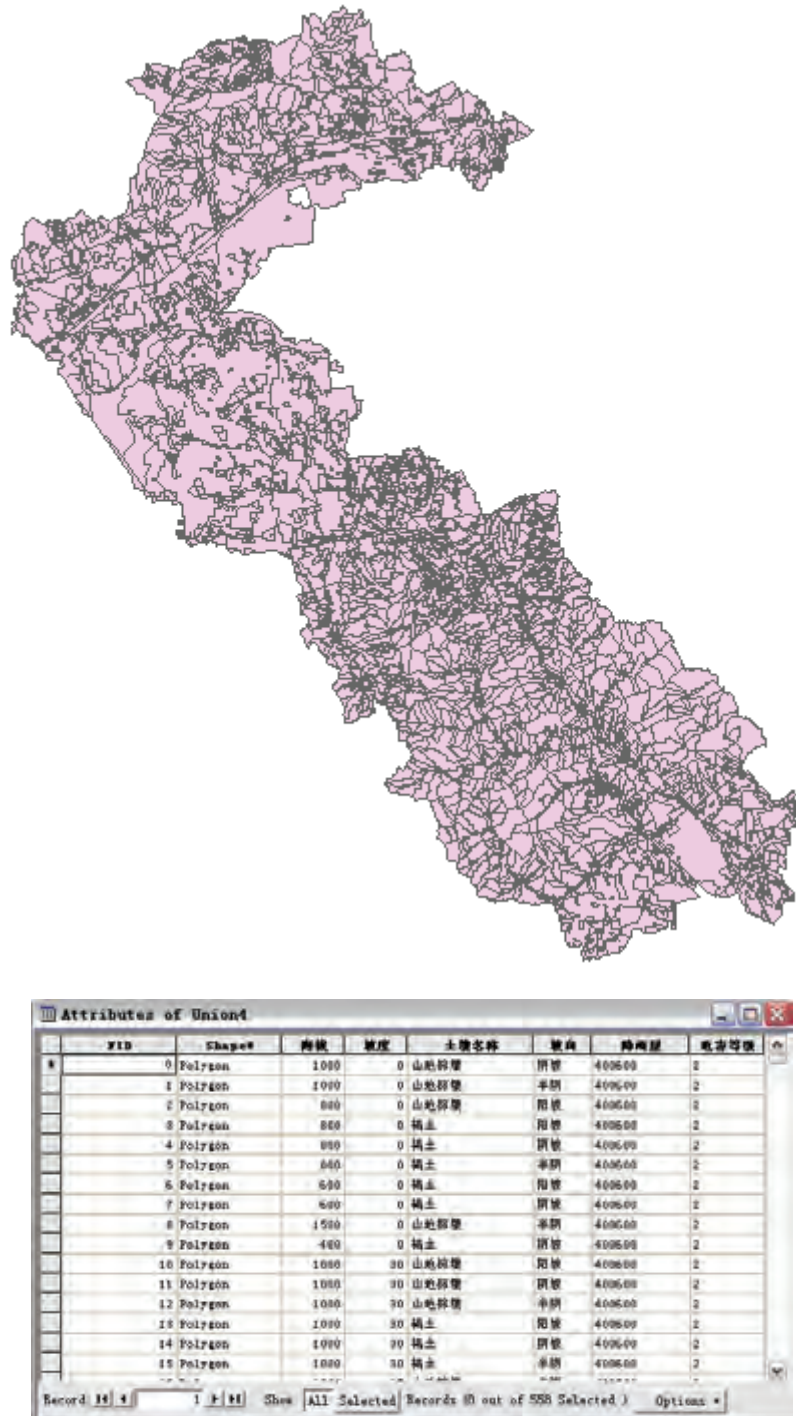 Attributes of Union4
FID Shape* 海拔 坡度 土壤名称 坡向 降雨量 危害等级
0 Polygon 1000 0 山地棕壤 阴坡 400600 2
1 Polygon 1000 0 山地棕壤 半阴 400600 2
2 Polygon 800 0 山地棕壤 阳坡 400600 2
3 Polygon 800 0 褐土 阳坡 400600 2
4 Polygon 800 0 褐土 阴坡 400600 2
5 Polygon 800 0 褐土 半阴 400600 2
6 Polygon 600 0 褐土 阳坡 400600 2
7 Polygon 600 0 褐土 阴坡 400600 2
8 Polygon 1500 0 山地棕壤 半阴 400600 2
9 Polygon 400 0 褐土 阴坡 400600 2
10 Polygon 1000 30 山地棕壤 阳坡 400600 2
11 Polygon 1000 30 山地棕壤 阴坡 400600 2
12 Polygon 1000 30 山地棕壤 半阴 400600 2
13 Polygon 1000 30 褐土 阳坡 400600 2
14 Polygon 1000 30 褐土 阴坡 400600 2
15 Polygon 1000 30 褐土 半阴 400600 2
Record: 1 Show: All Selected Records (0 out of 558 Selected.) Options